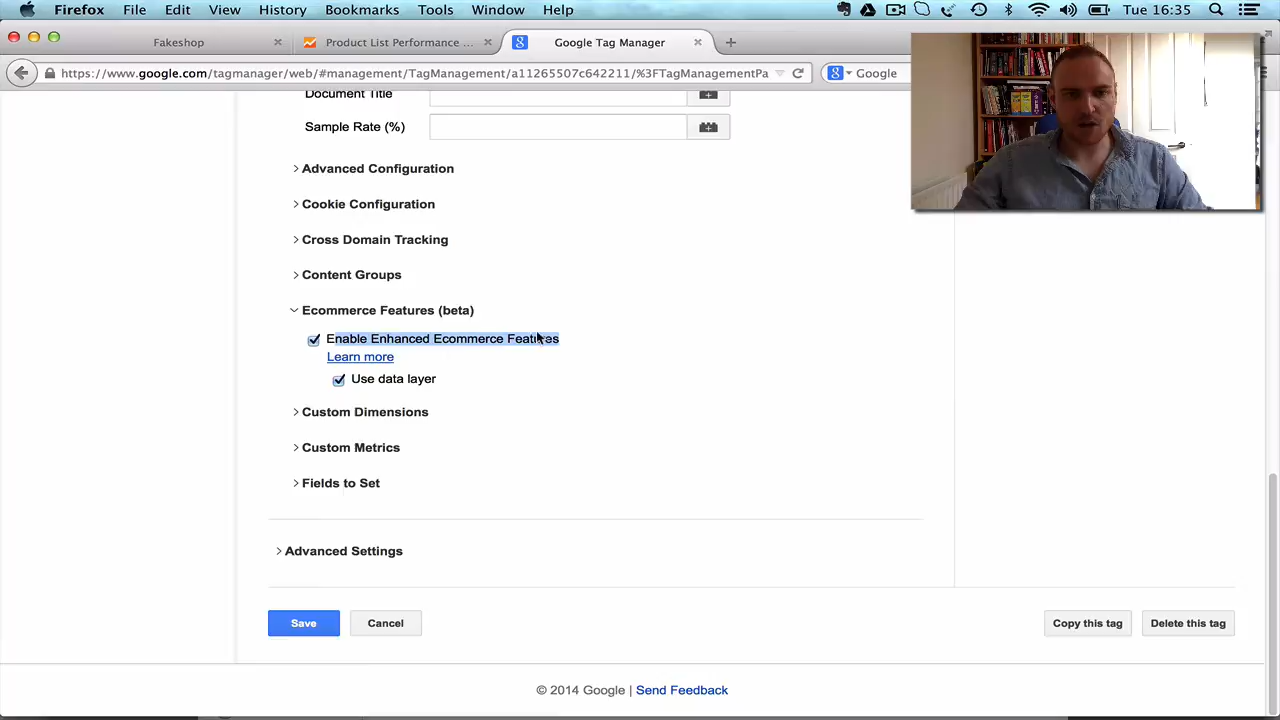 Firefox File Edit View History Bookmarks Tools Window Help Tue 16:35
Fakeshop Product List Performance ... Google Tag Manager
https://www.google.com/tagmanager/web/#management/TagManagement/a11265507c642211/%3FTagManagementPa Google
Document Title
Sample Rate (%)
Advanced Configuration
Cookie Configuration
Cross Domain Tracking
Content Groups
Ecommerce Features (beta)
Enable Enhanced Ecommerce Features
Learn more
Use data layer
Custom Dimensions
Custom Metrics
Fields to Set
Advanced Settings
Save Cancel Copy this tag Delete this tag
© 2014 Google | Send Feedback